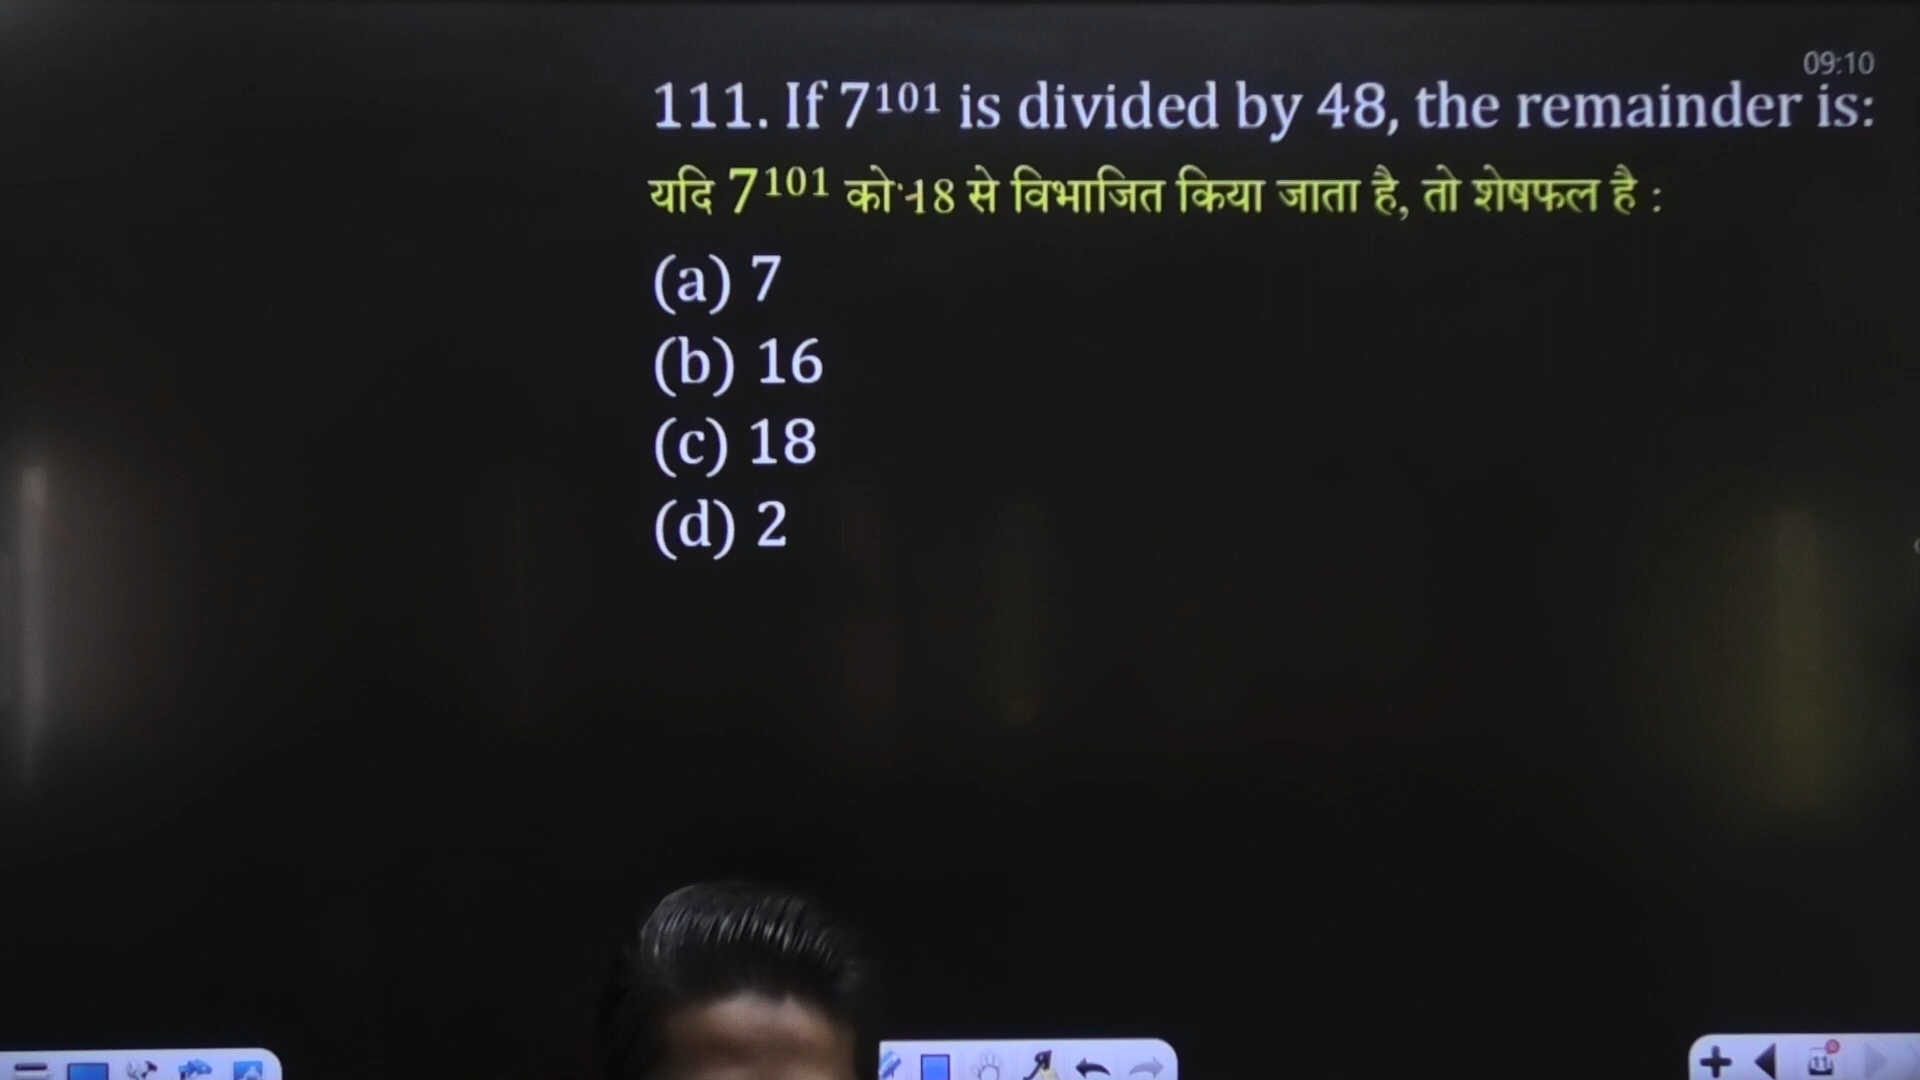 09:10
111. If 7¹⁰¹ is divided by 48, the remainder is:
यदि 7¹⁰¹ को 48 से विभाजित किया जाता है, तो शेषफल है :
(a) 7
(b) 16
(c) 18
(d) 2
11